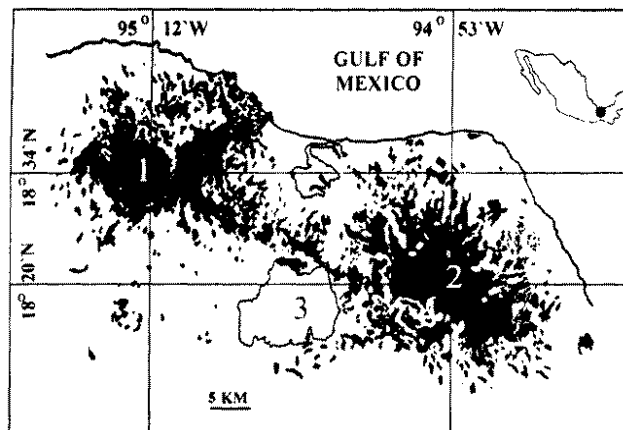 95° 12`W
94° 53`W
GULF OF
MEXICO
18° 34` N
18° 20` N
1
2
3
5 KM